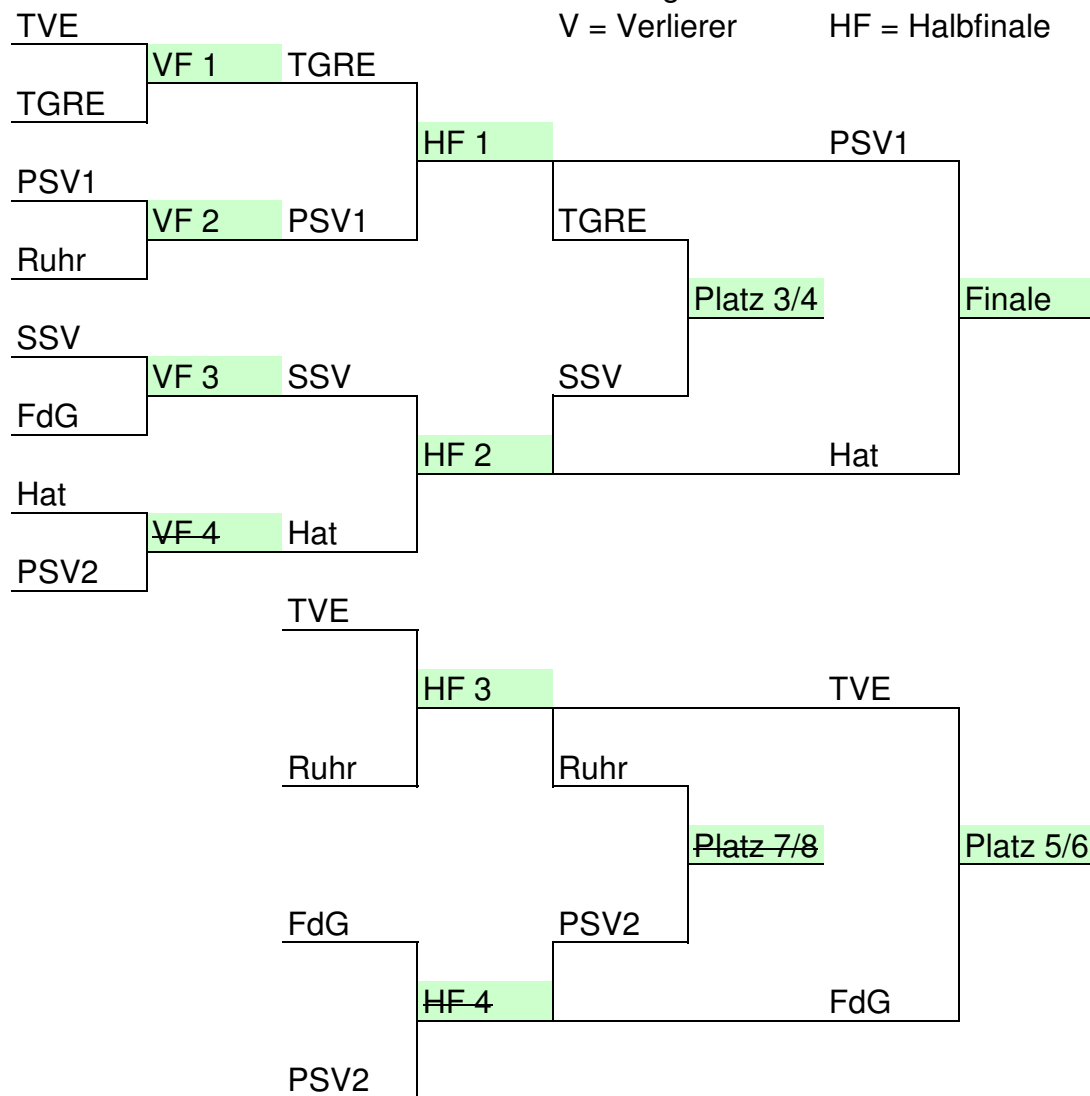 TVE V = Verlierer HF = Halbfinale
VF 1 TGRE
TGRE
HF 1 PSV1
PSV1
VF 2 PSV1 TGRE
Ruhr
Platz 3/4 Finale
SSV
VF 3 SSV SSV
FdG
HF 2 Hat
Hat
VF 4 Hat
PSV2
TVE
HF 3 TVE
Ruhr Ruhr
Platz 7/8 Platz 5/6
FdG PSV2
HF 4 FdG
PSV2